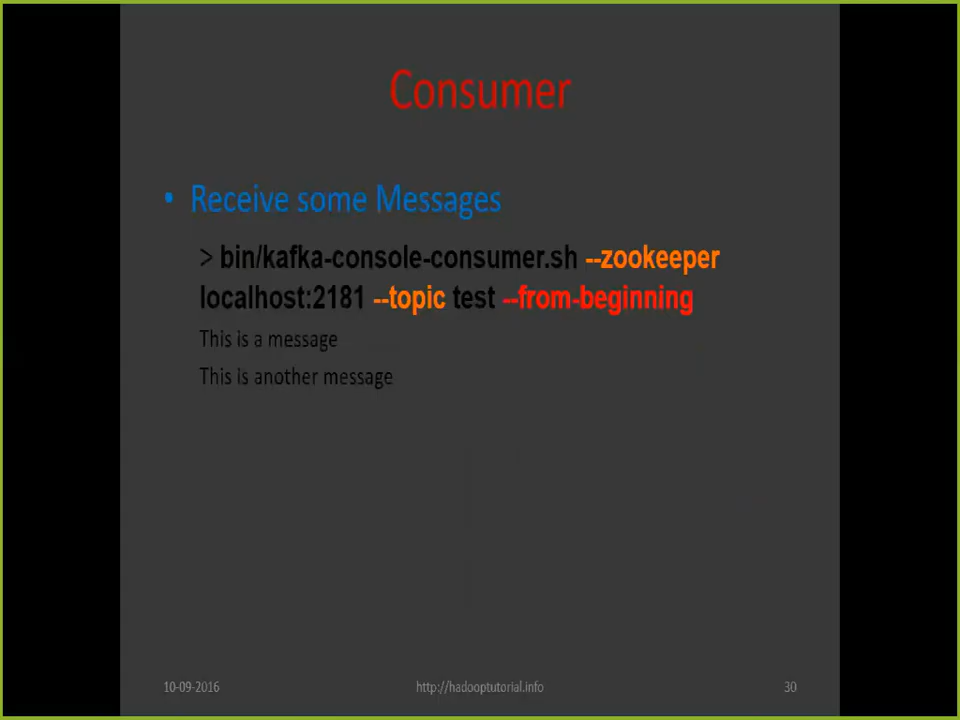 Consumer
• Receive some Messages
> bin/kafka-console-consumer.sh --zookeeper
localhost:2181 --topic test --from-beginning
This is a message
This is another message
10-09-2016 http://hadooptutorial.info 30